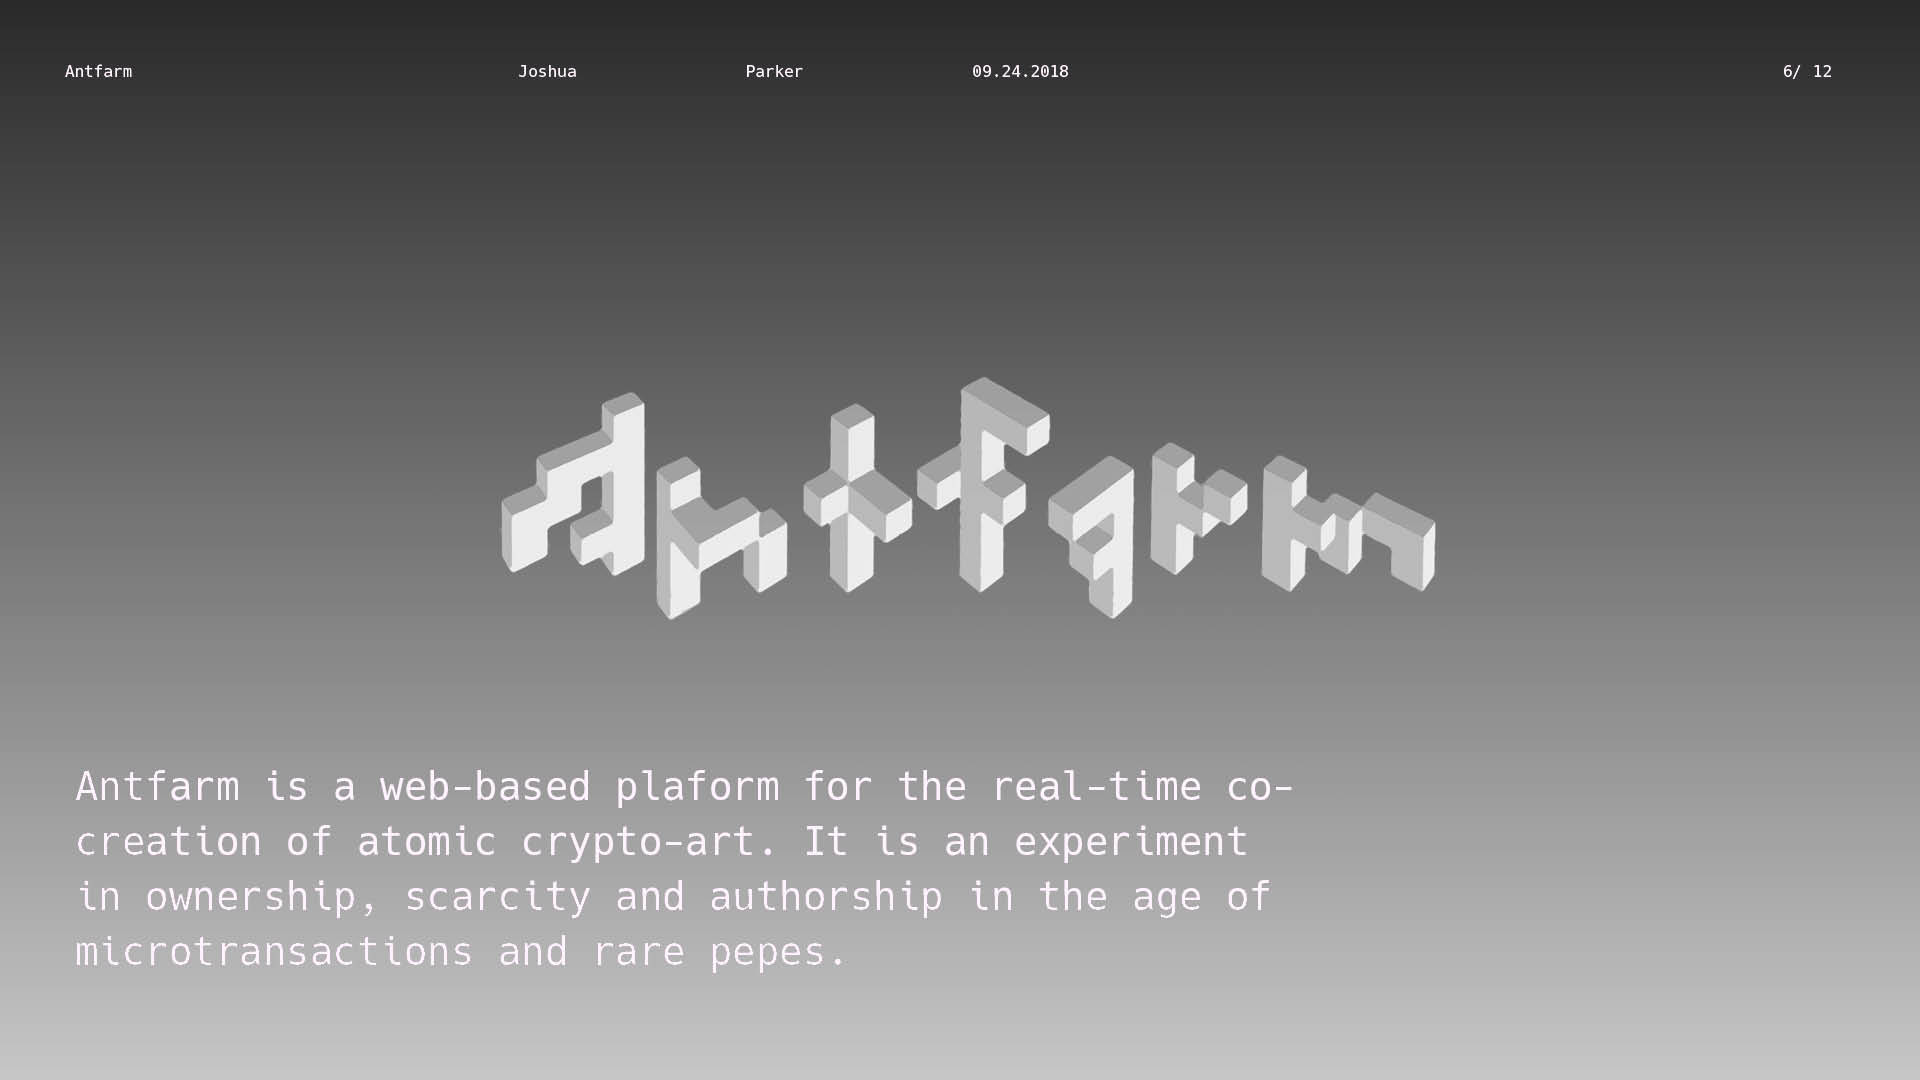 Antfarm Joshua Parker 09.24.2018 6/ 12
Antfarm
Antfarm is a web-based plaform for the real-time co-
creation of atomic crypto-art. It is an experiment
in ownership, scarcity and authorship in the age of
microtransactions and rare pepes.